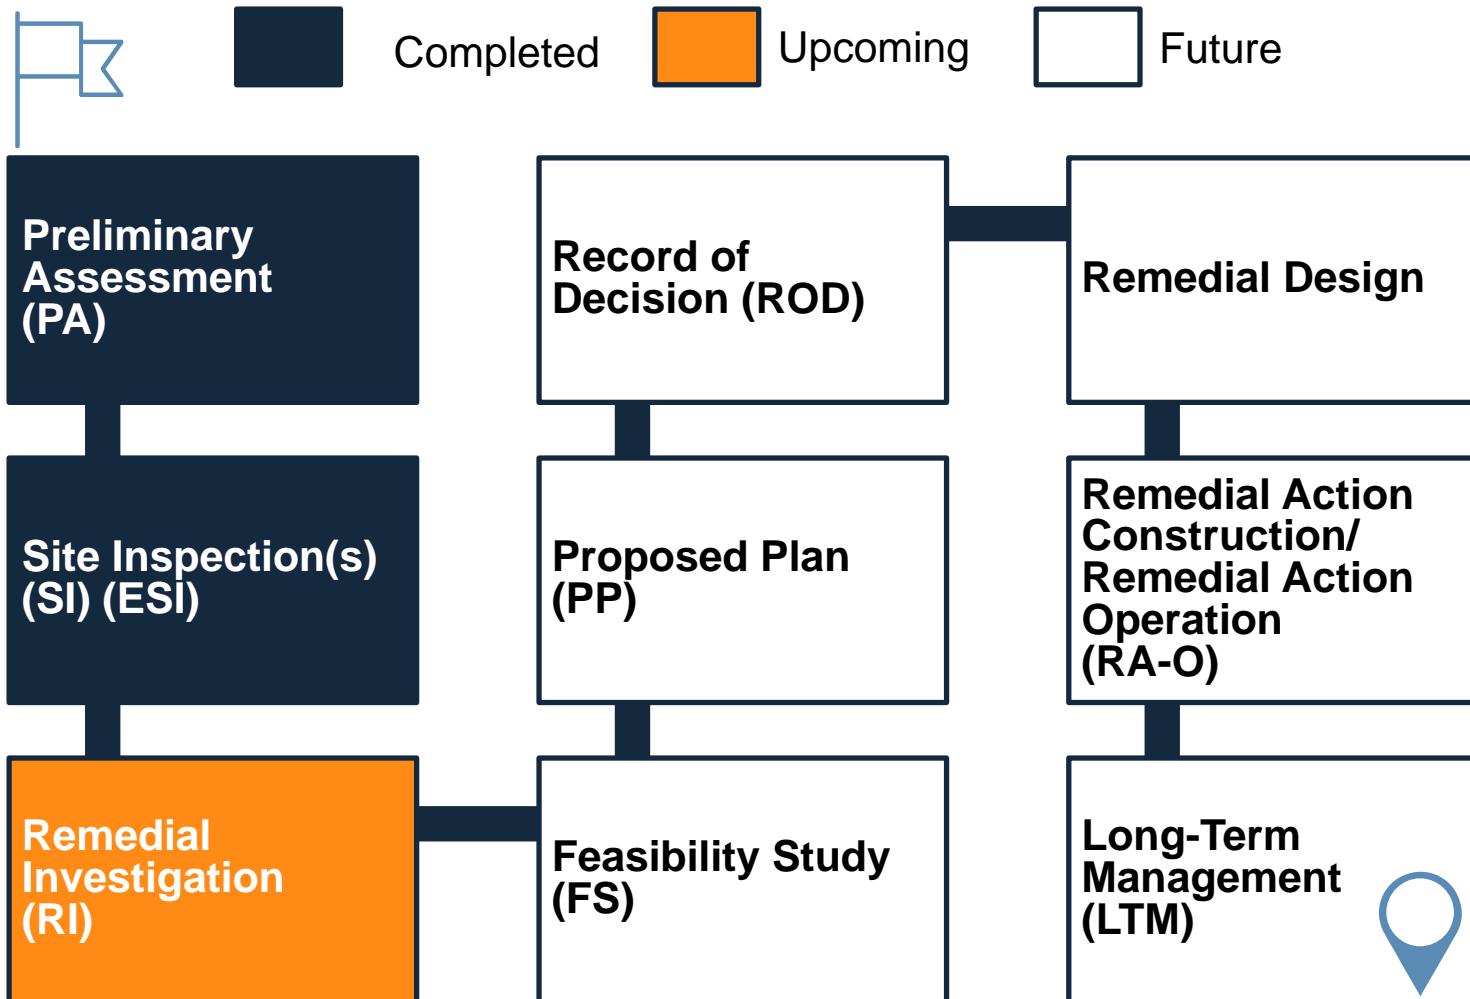 Completed
Upcoming
Future
Preliminary
Assessment
(PA)
Site Inspection(s)
(SI) (ESI)
Remedial
Investigation
(RI)
Feasibility Study
(FS)
Proposed Plan
(PP)
Record of
Decision (ROD)
Remedial Design
Remedial Action
Construction/
Remedial Action
Operation
(RA-O)
Long-Term
Management
(LTM)